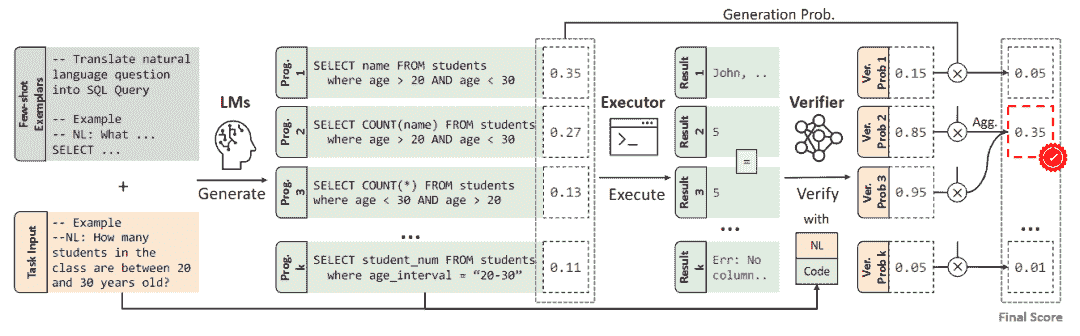 Generation Prob.
Few-shot
Exemplars
-- Translate natural
language question
into SQL Query
-- Example
-- NL: What ...
SELECT ...
+
Task Input
-- Example
--NL: How many
students in the
class are between 20
and 30 years old?
LMs
Generate
Prog.
1
SELECT name FROM students
where age > 20 AND age < 30
0.35
Prog.
2
SELECT COUNT(name) FROM students
where age > 20 AND age < 30
0.27
Prog.
3
SELECT COUNT(*) FROM students
where age < 30 AND age > 20
0.13
...
Prog.
k
SELECT student_num FROM students
where age_interval = “20-30”
0.11
Executor
>_
Execute
Result
1
John, ..
Result
2
5
=
Result
3
5
...
Result
k
Err: No
column..
Verifier
Verify
with
NL
Code
Ver.
Prob 1
0.15
Ver.
Prob 2
0.85
Ver.
Prob 3
0.95
Ver.
Prob k
0.05
Agg.
0.05
0.35
...
0.01
Final Score